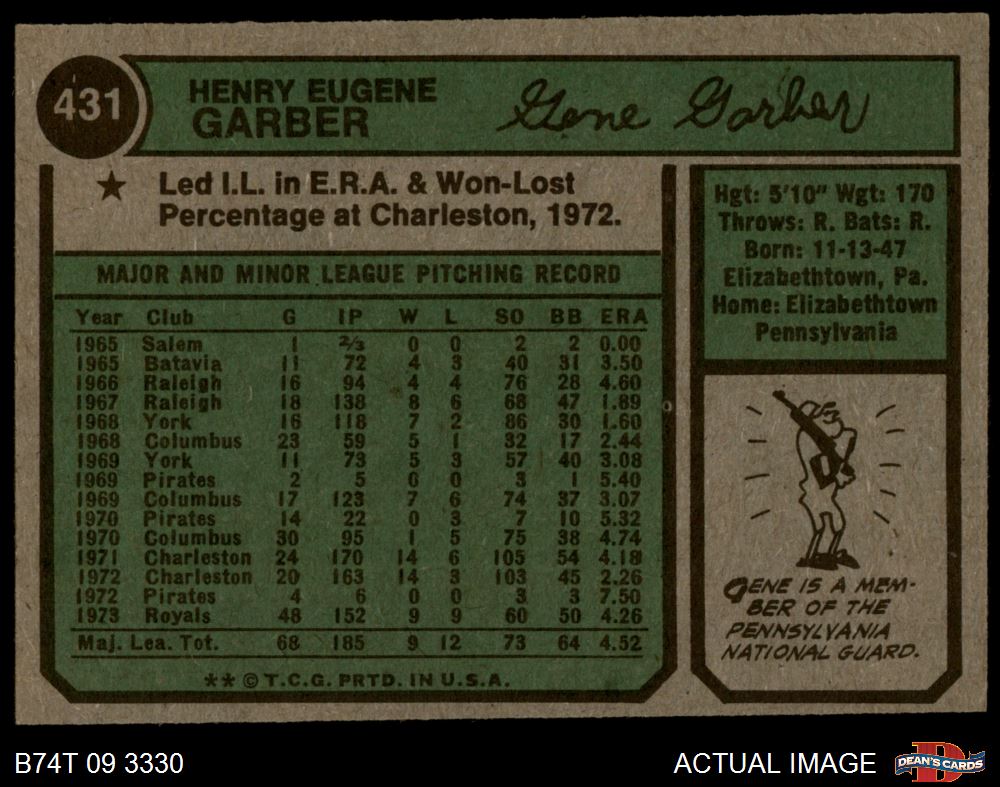 431
HENRY EUGENE
GARBER
Gene Garber
★ Led I.L. in E.R.A. & Won-Lost
Percentage at Charleston, 1972.
MAJOR AND MINOR LEAGUE PITCHING RECORD
Year Club G IP W L SO BB ERA
1965 Salem 1 2/3 0 0 2 2 0.00
1965 Batavia 11 72 4 3 40 31 3.50
1966 Raleigh 16 94 4 4 76 28 4.60
1967 Raleigh 18 138 8 6 68 47 1.89
1968 York 16 118 7 2 86 30 1.60
1968 Columbus 23 59 5 1 32 17 2.44
1969 York 11 73 5 3 57 40 3.08
1969 Pirates 2 5 0 0 3 1 5.40
1969 Columbus 17 123 7 6 74 37 3.07
1970 Pirates 14 22 0 3 7 10 5.32
1970 Columbus 30 95 1 5 75 38 4.74
1971 Charleston 24 170 14 6 105 54 4.18
1972 Charleston 20 163 14 3 103 45 2.26
1972 Pirates 4 6 0 0 3 3 7.50
1973 Royals 48 152 9 9 60 50 4.26
Maj. Lea. Tot. 68 185 9 12 73 64 4.52
** © T.C.G. PRTD. IN U.S.A.
Hgt: 5'10" Wgt: 170
Throws: R. Bats: R.
Born: 11-13-47
Elizabethtown, Pa.
Home: Elizabethtown
Pennsylvania
GENE IS A MEM-
BER OF THE
PENNSYLVANIA
NATIONAL GUARD.
B74T 09 3330
ACTUAL IMAGE
DEAN'S CARDS